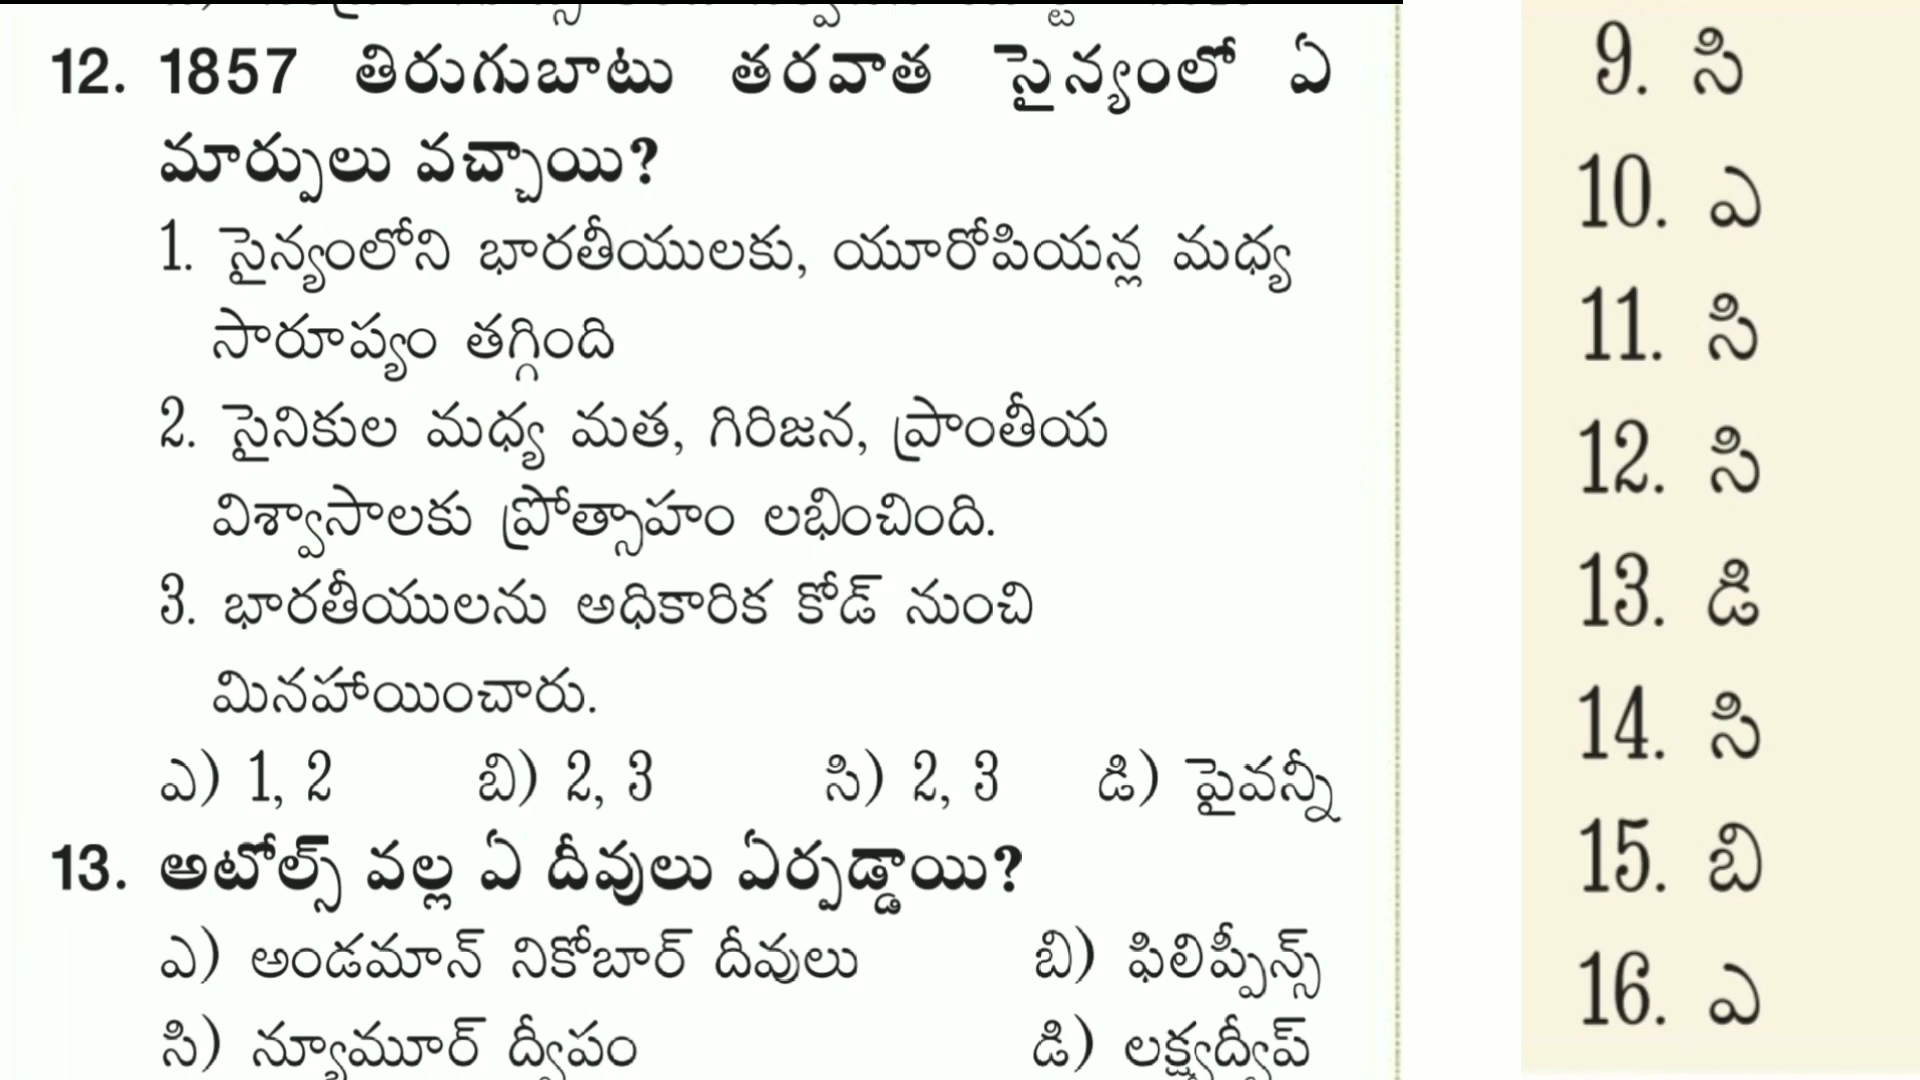 12. 1857 తిరుగుబాటు తరవాత సైన్యంలో ఏ
మార్పులు వచ్చాయి?
1. సైన్యంలోని భారతీయులకు, యూరోపియన్ల మధ్య
సారూప్యం తగ్గింది
2. సైనికుల మధ్య మత, గిరిజన, ప్రాంతీయ
విశ్వాసాలకు ప్రోత్సాహం లభించింది.
3. భారతీయులను అధికారిక కోడ్ నుంచి
మినహాయించారు.
ఎ) 1, 2 బి) 2, 3 సి) 2, 3 డి) పైవన్నీ
13. అటోల్స్ వల్ల ఏ దీవులు ఏర్పడ్డాయి?
ఎ) అండమాన్ నికోబార్ దీవులు బి) ఫిలిప్పీన్స్
సి) న్యూమూర్ ద్వీపం డి) లక్ష్యద్వీప్
9. సి
10. ఎ
11. సి
12. సి
13. డి
14. సి
15. బి
16. ఎ